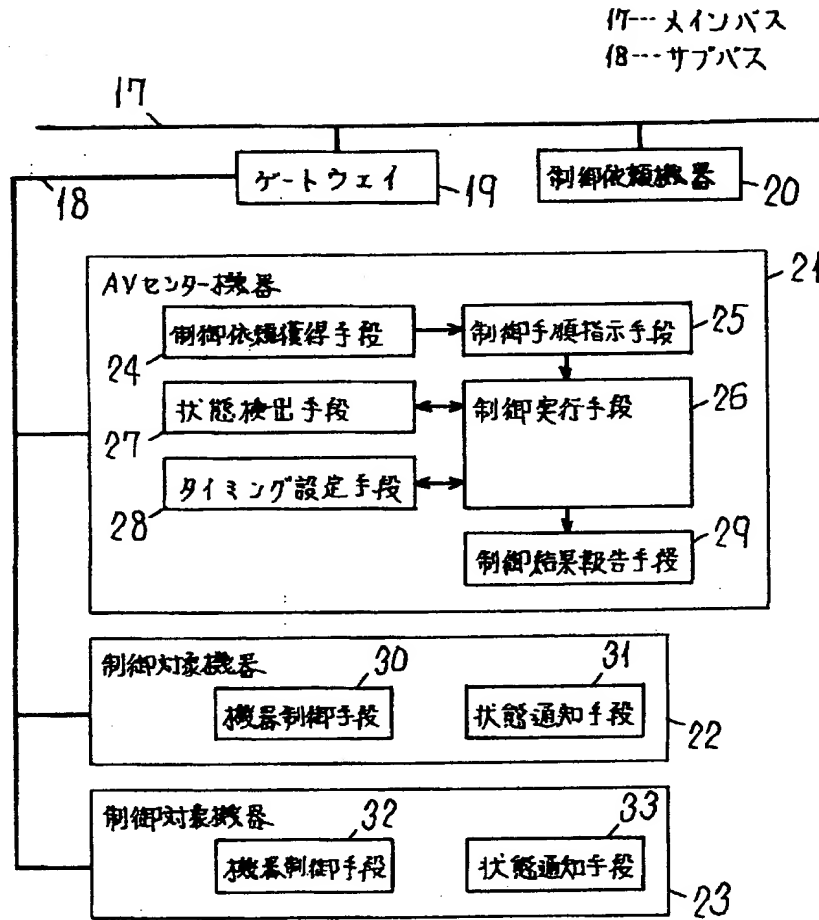 17---メインバス
18---サブバス
17
18
ゲートウェイ
19
制御依頼機器
20
21
AVセンター機器
制御依頼獲得手段
24
制御手順指示手段
25
状態検出手段
27
制御実行手段
26
タイミング設定手段
28
制御結果報告手段
29
制御対象機器
30
機器制御手段
31
状態通知手段
22
制御対象機器
32
機器制御手段
33
状態通知手段
23